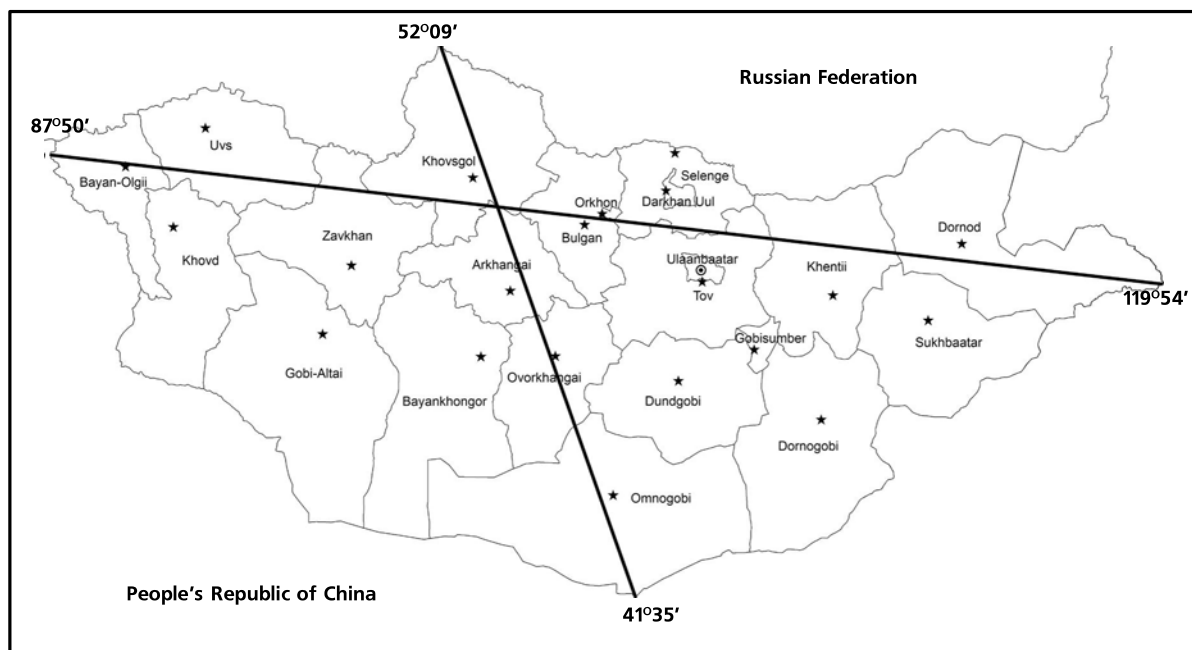 52º09’
Russian Federation
87º50’
Uvs
Khovsgol
Selenge
Bayan-Olgii
Orkhon
Darkhan Uul
Dornod
Zavkhan
Bulgan
Khovd
Arkhangai
Ulaanbaatar
Khentii
Tov
119º54’
Gobisumber
Sukhbaatar
Gobi-Altai
Ovorkhangai
Bayankhongor
Dundgobi
Dornogobi
Omnogobi
People’s Republic of China
41º35’